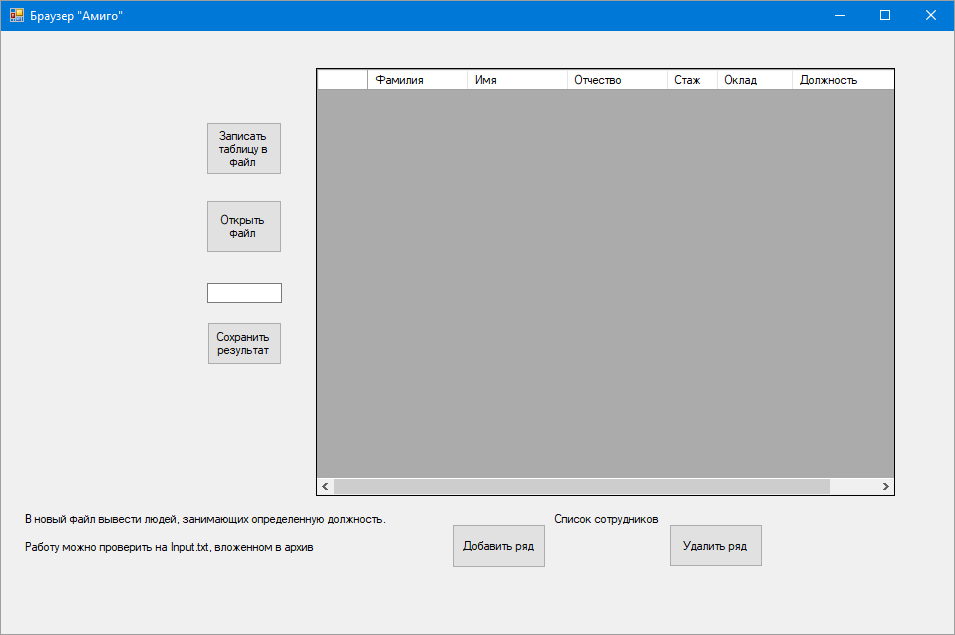 Браузер "Амиго"
Фамилия Имя Отчество Стаж Оклад Должность
Записать
таблицу в
файл
Открыть
файл
Сохранить
результат
В новый файл вывести людей, занимающих определенную должность.
Список сотрудников
Работу можно проверить на Input.txt, вложенном в архив
Добавить ряд
Удалить ряд